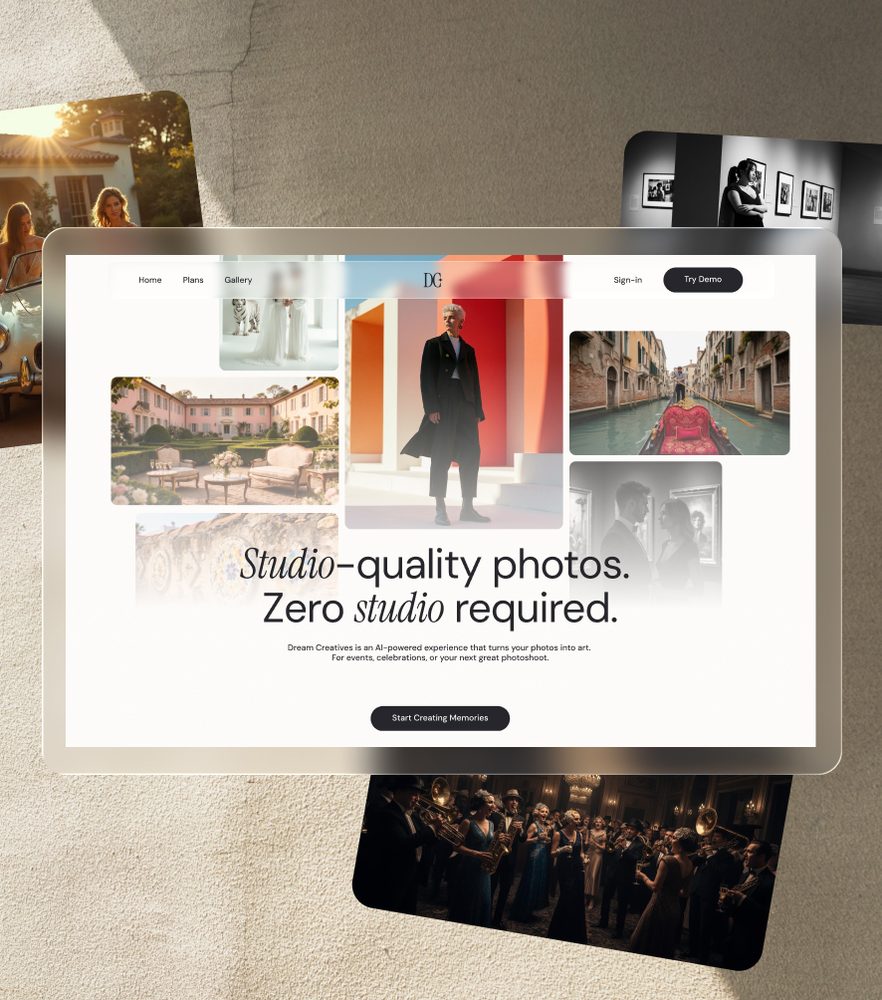 Home Plans Gallery DG Sign-in Try Demo
Studio-quality photos.
Zero studio required.
Dream Creatives is an AI-powered experience that turns your photos into art.
For events, celebrations, or your next great photoshoot.
Start Creating Memories